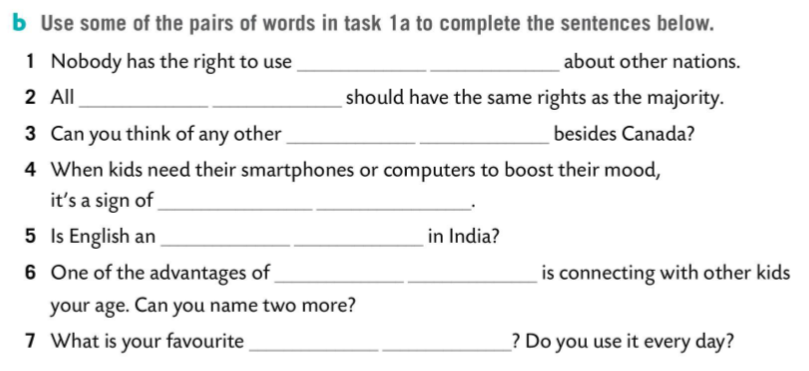 b Use some of the pairs of words in task 1a to complete the sentences below.
1 Nobody has the right to use ____________ ____________ about other nations.
2 All ____________ ____________ should have the same rights as the majority.
3 Can you think of any other ____________ ____________ besides Canada?
4 When kids need their smartphones or computers to boost their mood,
it's a sign of ____________ ____________.
5 Is English an ____________ ____________ in India?
6 One of the advantages of ____________ ____________ is connecting with other kids
your age. Can you name two more?
7 What is your favourite ____________ ____________? Do you use it every day?